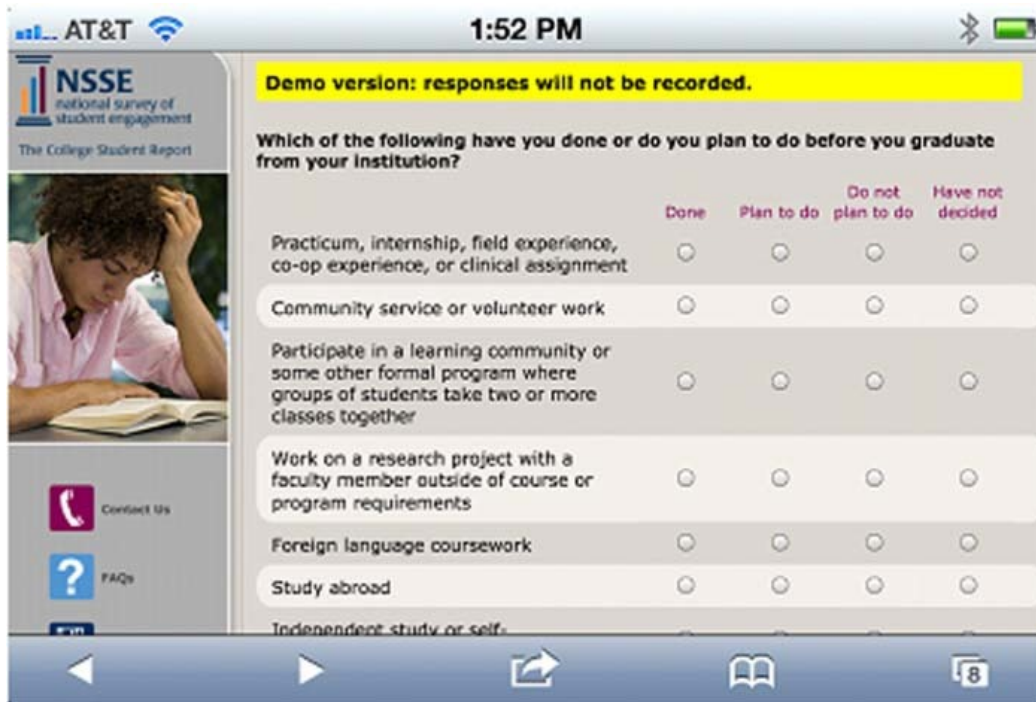 AT&T 1:52 PM
NSSE
national survey of
student engagement
The College Student Report
Demo version: responses will not be recorded.
Which of the following have you done or do you plan to do before you graduate
from your institution?
Done Plan to do Do not plan to do Have not decided
Practicum, internship, field experience,
co-op experience, or clinical assignment
Community service or volunteer work
Participate in a learning community or
some other formal program where
groups of students take two or more
classes together
Work on a research project with a
faculty member outside of course or
program requirements
Foreign language coursework
Study abroad
Independent study or self-
Contact Us
?
FAQs
8